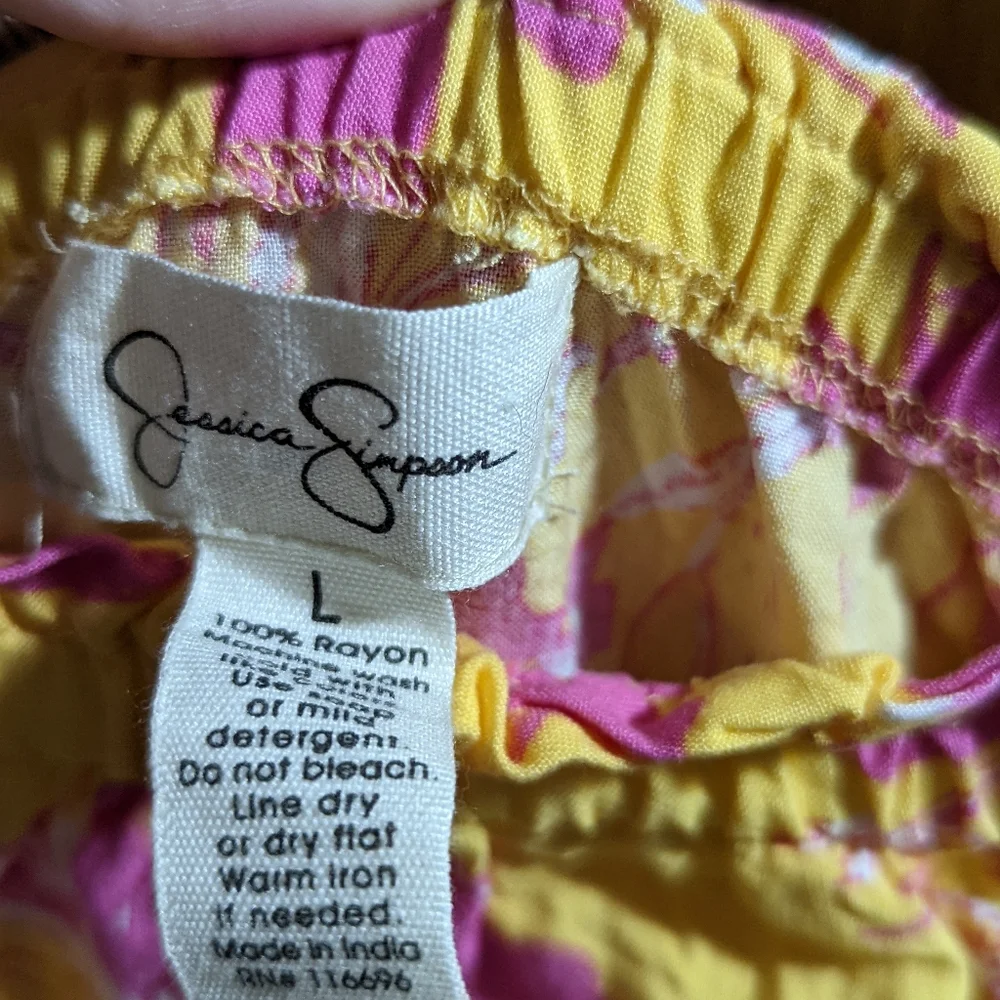 Jessica Simpson
L
100% Rayon
Machine wash
Use
or mild
detergent.
Do not bleach.
Line dry
or dry flat
Warm iron
if needed.
Made in India
RN# 116696